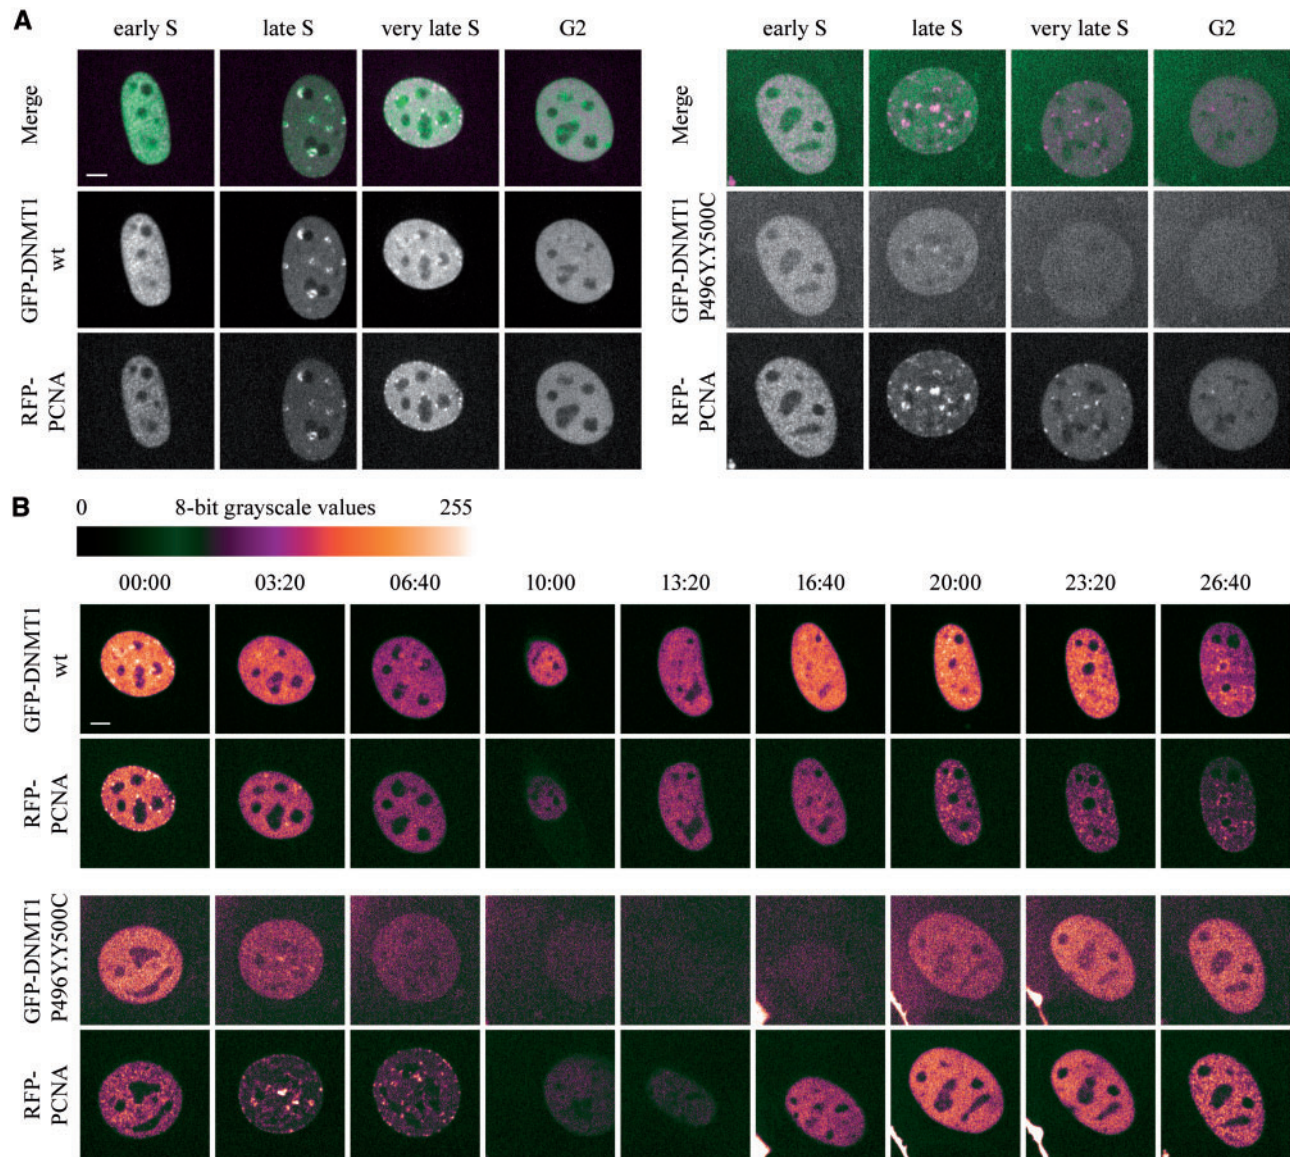 A
early S late S very late S G2 early S late S very late S G2
Merge Merge
GFP-DNMT1
wt
GFP-DNMT1
P496Y.Y500C
RFP-
PCNA
RFP-
PCNA
B
0 8-bit grayscale values 255
00:00 03:20 06:40 10:00 13:20 16:40 20:00 23:20 26:40
GFP-DNMT1
wt
RFP-
PCNA
GFP-DNMT1
P496Y.Y500C
RFP-
PCNA